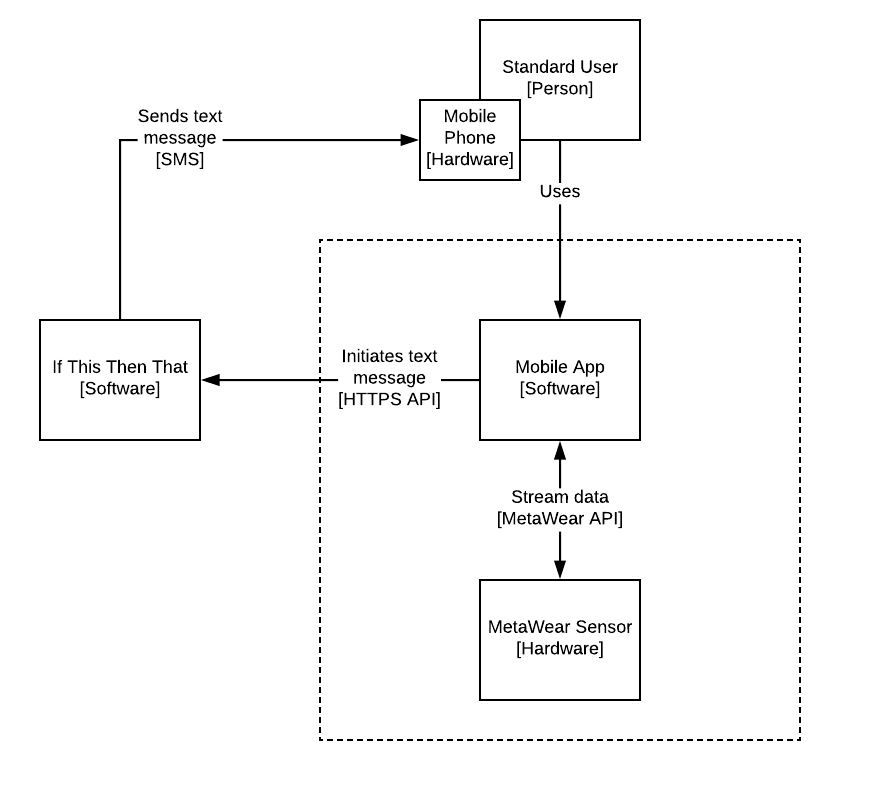 Standard User
[Person]
Mobile
Phone
[Hardware]
Sends text
message
[SMS]
Uses
If This Then That
[Software]
Initiates text
message
[HTTPS API]
Mobile App
[Software]
Stream data
[MetaWear API]
MetaWear Sensor
[Hardware]